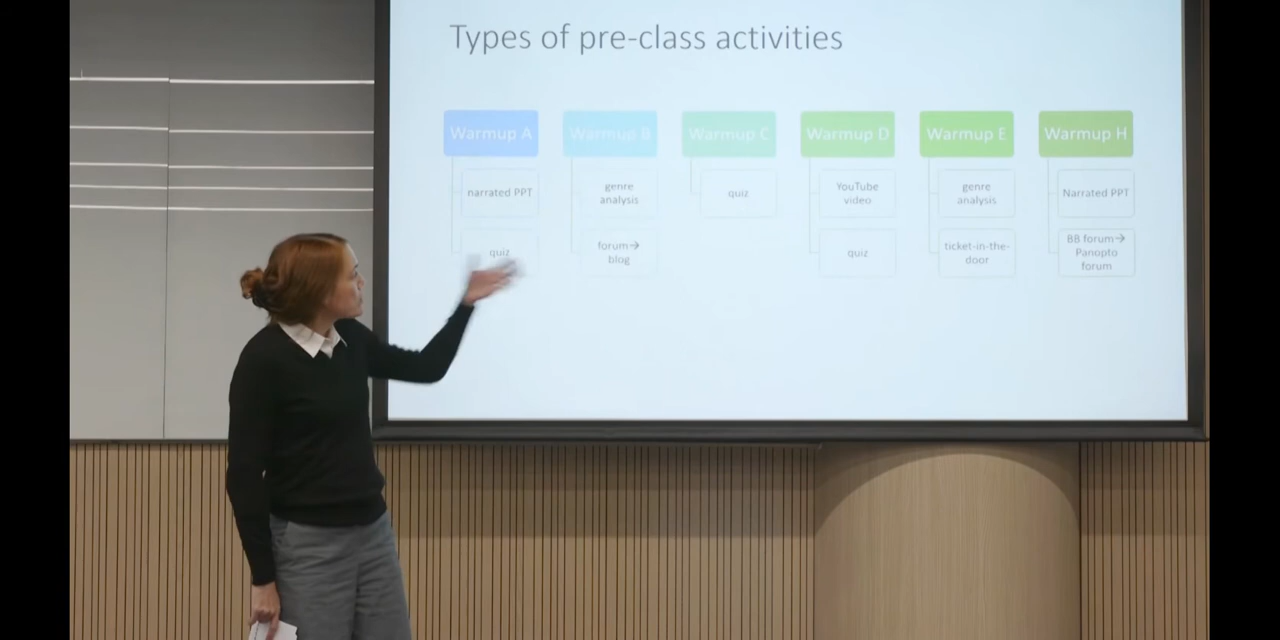 Types of pre-class activities
Warmup A
Warmup B
Warmup C
Warmup D
Warmup E
Warmup H
narrated PPT
genre
analysis
quiz
YouTube
video
genre
analysis
Narrated PPT
quiz
forum→
blog
quiz
ticket-in-the-
door
BB forum→
Panopto
forum